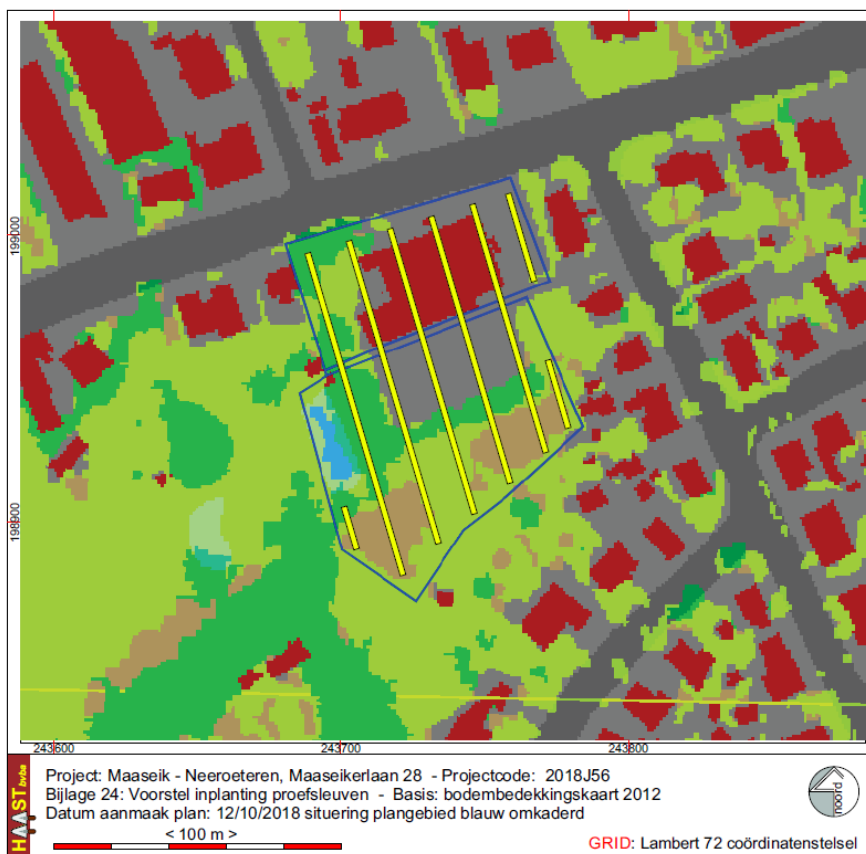 199000
198900
243600
243700
243800
HAAST bvba
Project: Maaseik - Neeroeteren, Maaseikerlaan 28 - Projectcode: 2018J56
Bijlage 24: Voorstel inplanting proefsleuven - Basis: bodembedekkingskaart 2012
Datum aanmaak plan: 12/10/2018 situering plangebied blauw omkaderd
< 100 m >
noord
GRID: Lambert 72 coördinatenstelsel